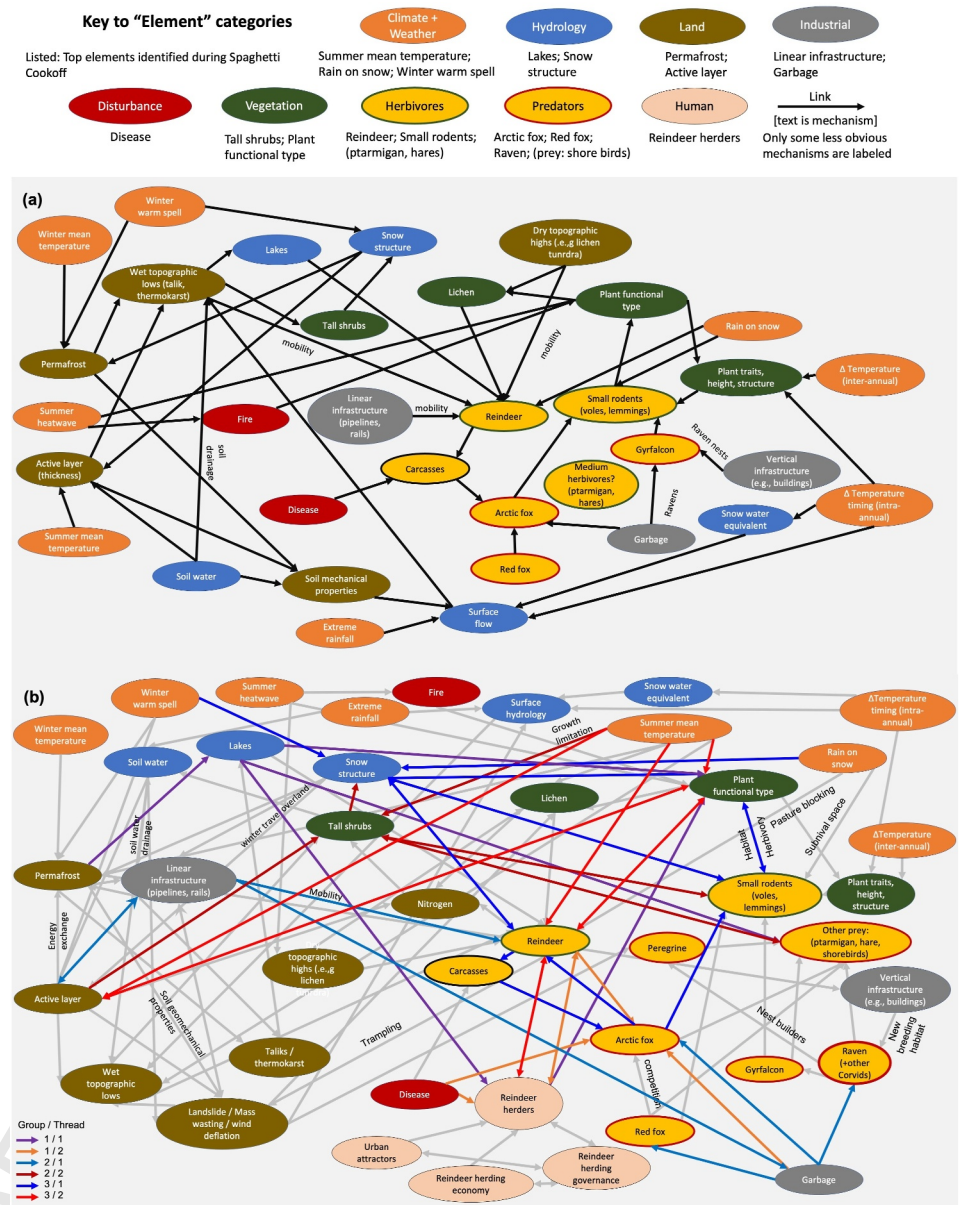 Key to “Element” categories
Listed: Top elements identified during Spaghetti
Cookoff
Climate +
Weather
Summer mean temperature;
Rain on snow; Winter warm spell
Hydrology
Lakes; Snow
structure
Land
Permafrost;
Active layer
Industrial
Linear infrastructure;
Garbage
Disturbance
Disease
Vegetation
Tall shrubs; Plant
functional type
Herbivores
Reindeer; Small rodents;
(ptarmigan, hares)
Predators
Arctic fox; Red fox;
Raven; (prey: shore birds)
Human
Reindeer herders
Link
[text is mechanism]
Only some less obvious
mechanisms are labeled
(a)
Winter
warm spell
Winter mean
temperature
Lakes
Snow
structure
Dry topographic
highs (.e.,g lichen
tunrdra)
Wet topographic
lows (talik,
thermokarst)
Lichen
Plant functional
type
Tall shrubs
mobility
mobility
Rain on snow
Permafrost
Plant traits,
height, structure
Δ Temperature
(inter-annual)
Summer
heatwave
Fire
Linear
infrastructure
(pipelines,
rails)
mobility
Reindeer
Small rodents
(voles, lemmings)
Raven nests
Gyrfalcon
soil
drainage
Active layer
(thickness)
Carcasses
Medium
herbivores?
(ptarmigan,
hares)
Vertical
infrastructure
(e.g., buildings)
Δ Temperature
timing (intra-
annual)
Disease
Arctic fox
Ravens
Snow water
equivalent
Garbage
Summer mean
temperature
Soil water
Soil mechanical
properties
Red fox
Surface
flow
Extreme
rainfall
(b)
Winter
warm spell
Summer
heatwave
Fire
Snow water
equivalent
Extreme
rainfall
Surface
hydrology
ΔTemperature
timing (intra-
annual)
Winter mean
temperature
Growth
limitation
Summer mean
temperature
Soil water
Lakes
Snow
structure
Rain on
snow
Plant
functional type
Lichen
winter travel overland
Tall shrubs
Pasture blocking
Subnival space
soil water
drainage
Habitat
Herbivory
ΔTemperature
(inter-annual)
Permafrost
Linear
infrastructure
(pipelines, rails)
Mobility
Nitrogen
Small rodents
(voles,
lemmings)
Plant traits,
height,
structure
Energy
exchange
Reindeer
Peregrine
Other prey:
(ptarmigan, hare,
shorebirds)
topographic
highs (.e.,g
lichen
Carcasses
Active layer
Soil geomechanical
properties
Vertical
infrastructure
(e.g., buildings)
Trampling
Nest builders
New
breeding
habitat
Taliks /
thermokarst
Arctic fox
Wet
topographic
lows
Gyrfalcon
Raven
(+other
Corvids)
competition
Disease
Reindeer
herders
Landslide / Mass
wasting / wind
deflation
Red fox
Urban
attractors
Reindeer
herding
governance
Reindeer herding
economy
Garbage
Group / Thread
1 / 1
1 / 2
2 / 1
2 / 2
3 / 1
3 / 2